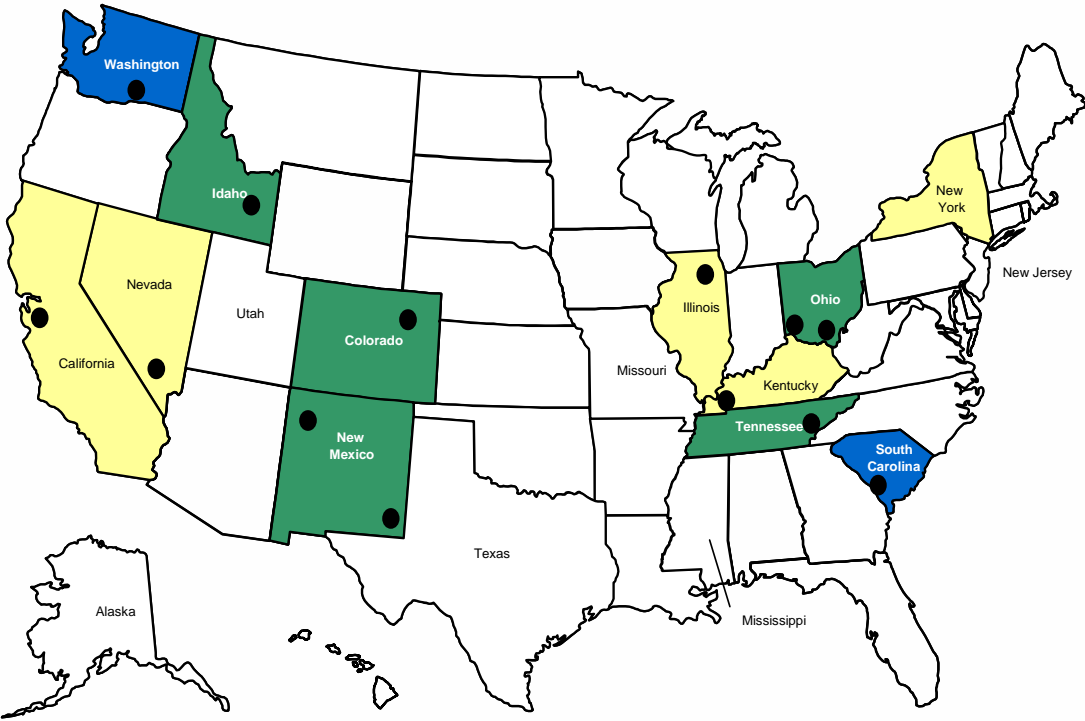 Washington
Idaho
New
York
Nevada
New Jersey
Utah
Ohio
Illinois
Colorado
California
Missouri
Kentucky
Tennessee
New
Mexico
South
Carolina
Texas
Alaska
Mississippi